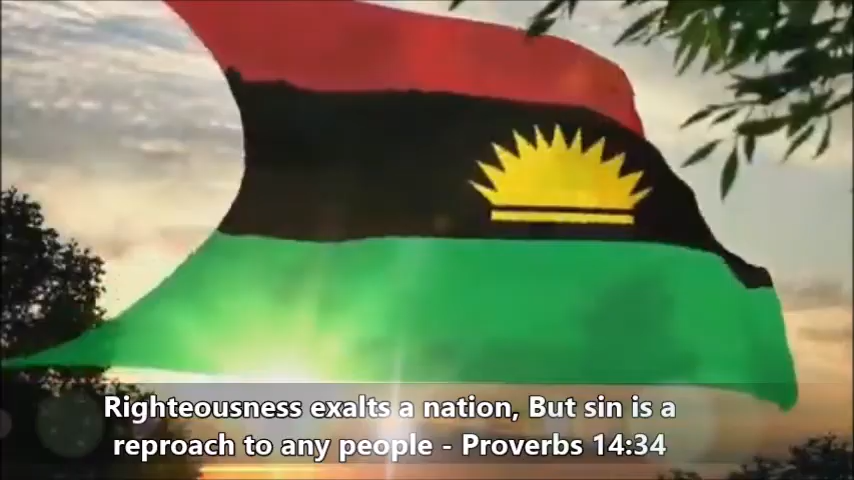 Righteousness exalts a nation, But sin is a
reproach to any people - Proverbs 14:34